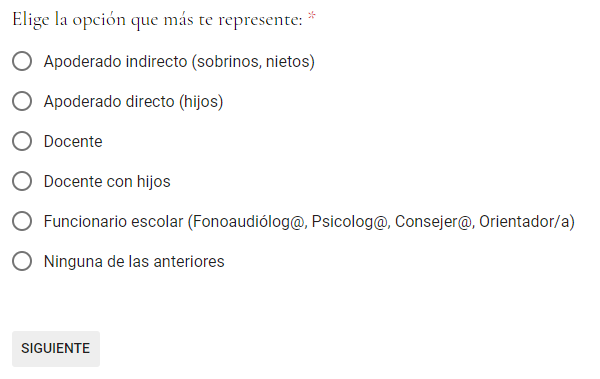 Elige la opción que más te represente: *
Apoderado indirecto (sobrinos, nietos)
Apoderado directo (hijos)
Docente
Docente con hijos
Funcionario escolar (Fonoaudiólog@, Psicolog@, Consejer@, Orientador/a)
Ninguna de las anteriores
SIGUIENTE